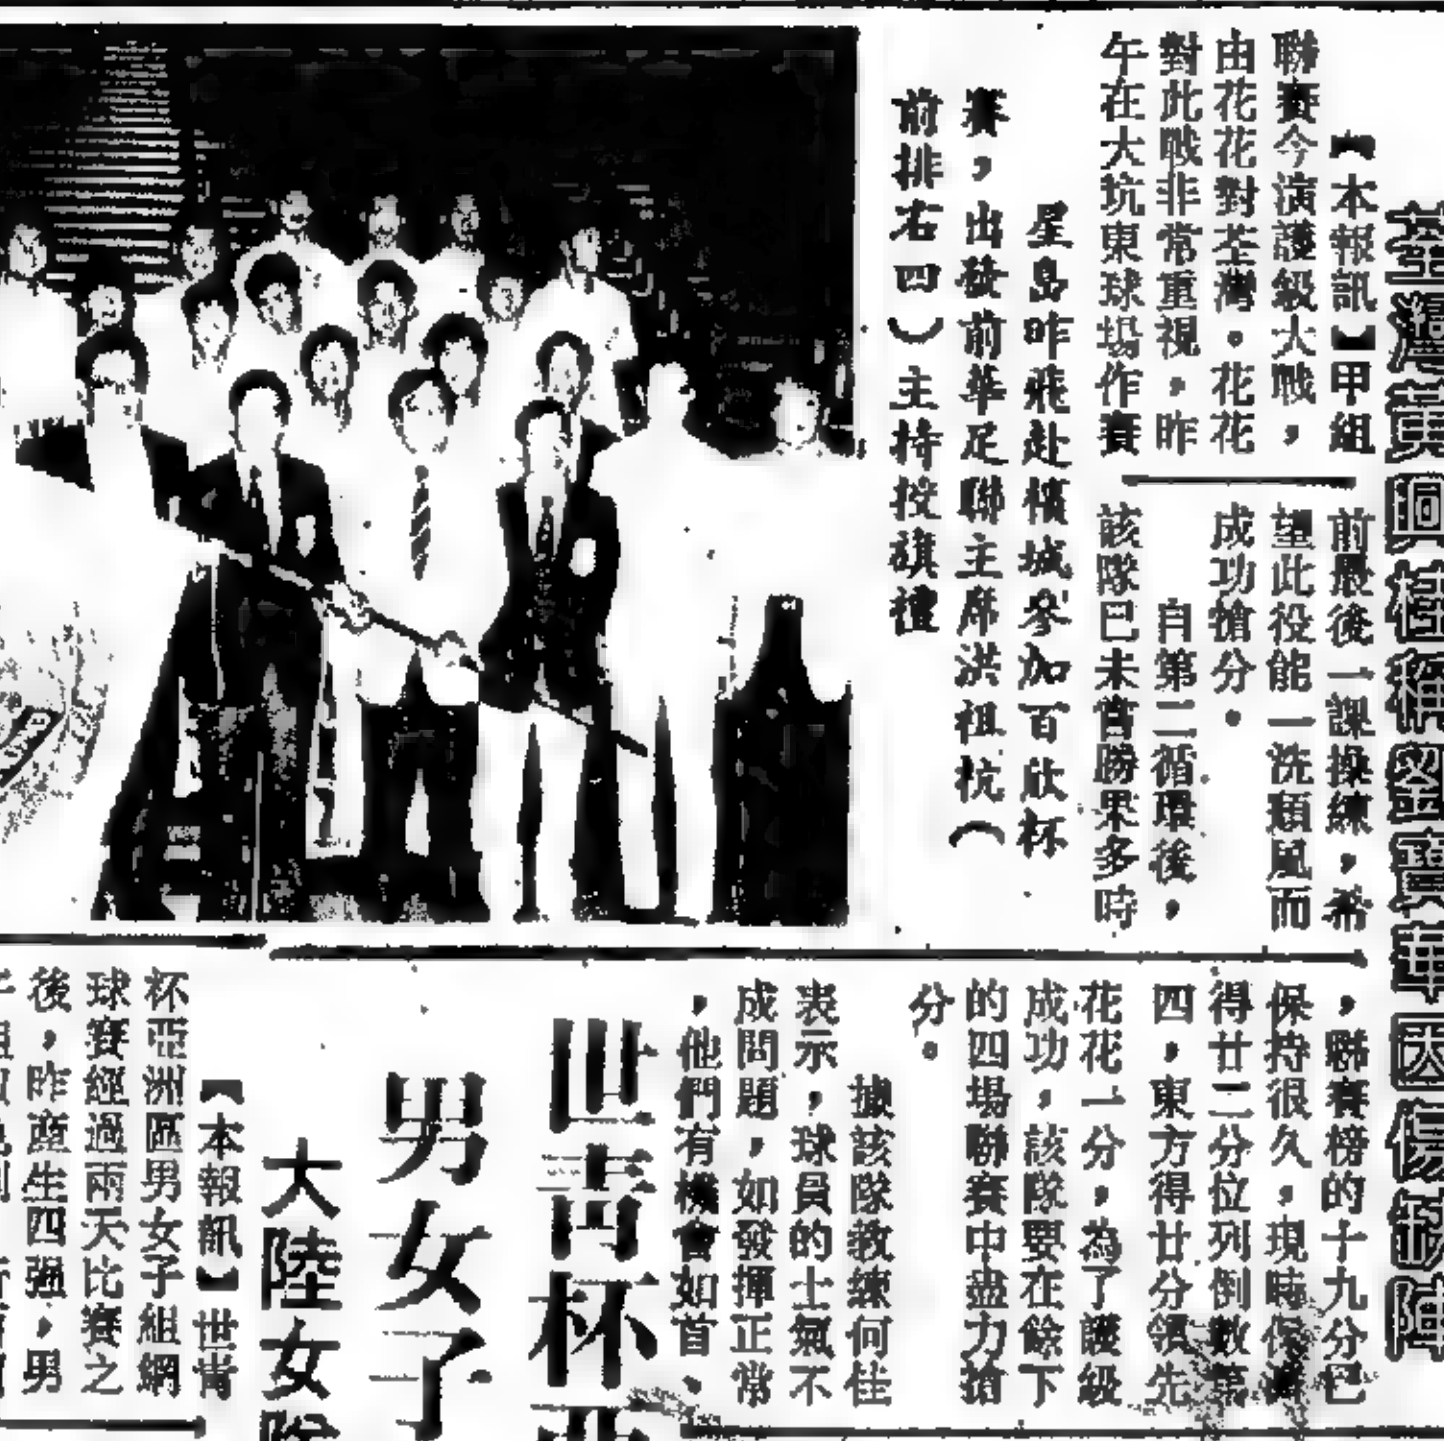 荃灣黃興桂稱劉寶華因傷缺陣
【本報訊】甲組
聯賽今演護級大戰，
由花花對荃灣。花花
對此戰非常重視，昨
午在大坑東球場作賽
前最後一課操練，希
望此役能一洗頹風而
成功搶分。
自第二循環後，
該隊已未嘗勝果多時
，聯賽榜的十九分已
保持很久，現時保濟
得廿二分位列倒數第
四，東方得廿分領先
花花一分，為了護級
成功，該隊要在餘下
的四場聯賽中盡力搶
分。
據該隊教練何佳
表示，球員的士氣不
成問題，如發揮正常
，他們有機會如首、
星島昨飛赴檳城參加百欣杯
賽，出發前華足聯主席洪祖杭（
前排右四）主持授旗禮
世青杯亞
男女子
大陸女隊
【本報訊】世青
杯亞洲區男女子組網
球賽經過兩天比賽之
後，昨產生四强，男